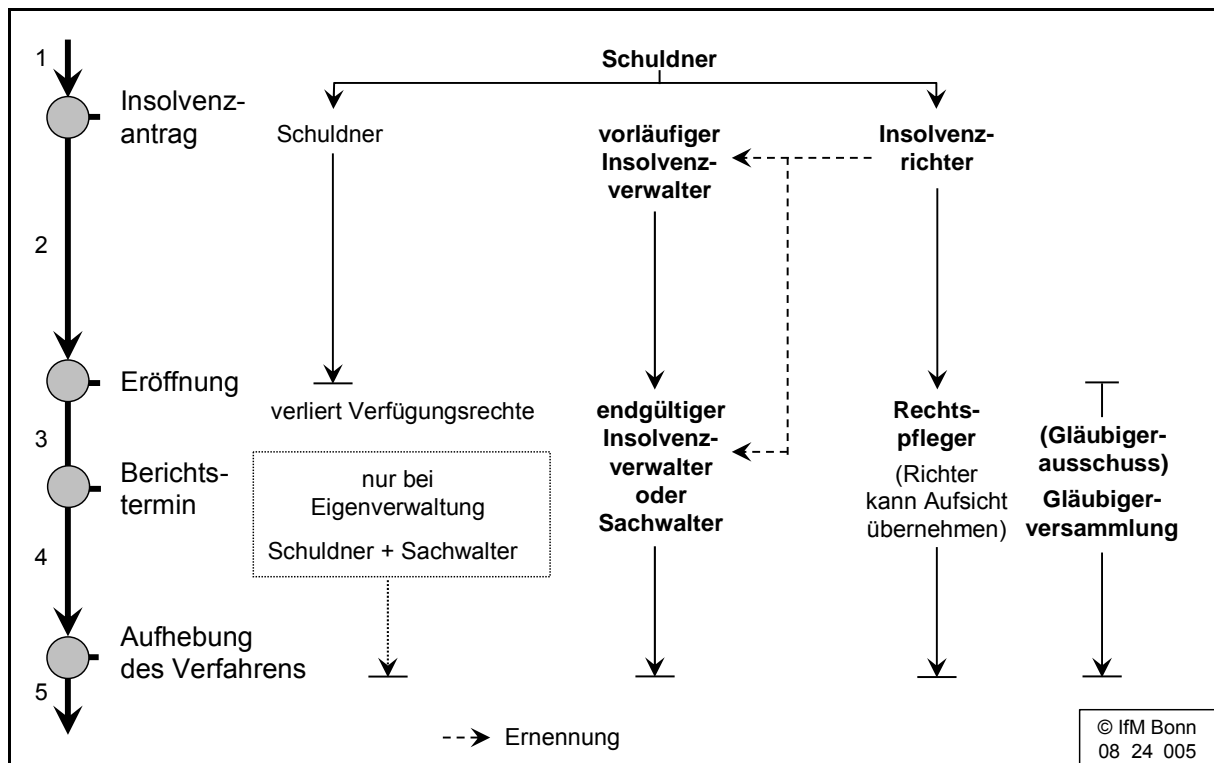 1
Schuldner
Insolvenz-
antrag
Schuldner
vorläufiger
Insolvenz-
verwalter
Insolvenz-
richter
2
Eröffnung
verliert Verfügungsrechte
endgültiger
Insolvenz-
verwalter
oder
Sachwalter
Rechts-
pfleger
(Richter
kann Aufsicht
übernehmen)
(Gläubiger-
ausschuss)
Gläubiger-
versammlung
3
Berichts-
termin
nur bei
Eigenverwaltung
Schuldner + Sachwalter
4
Aufhebung
des Verfahrens
5
Ernennung
© IfM Bonn
08 24 005